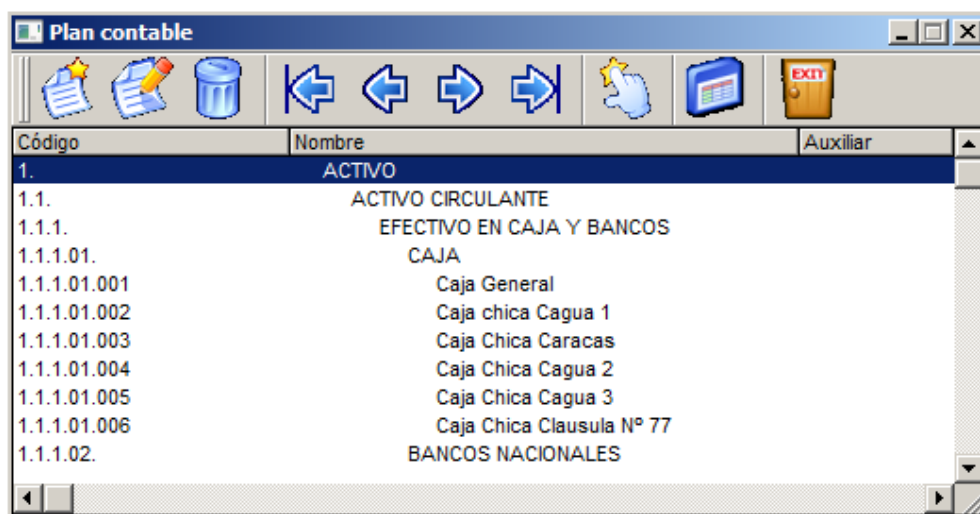 Plan contable
EXIT
Código Nombre Auxiliar
1. ACTIVO
1.1. ACTIVO CIRCULANTE
1.1.1. EFECTIVO EN CAJA Y BANCOS
1.1.1.01. CAJA
1.1.1.01.001 Caja General
1.1.1.01.002 Caja chica Cagua 1
1.1.1.01.003 Caja Chica Caracas
1.1.1.01.004 Caja Chica Cagua 2
1.1.1.01.005 Caja Chica Cagua 3
1.1.1.01.006 Caja Chica Clausula Nº 77
1.1.1.02. BANCOS NACIONALES